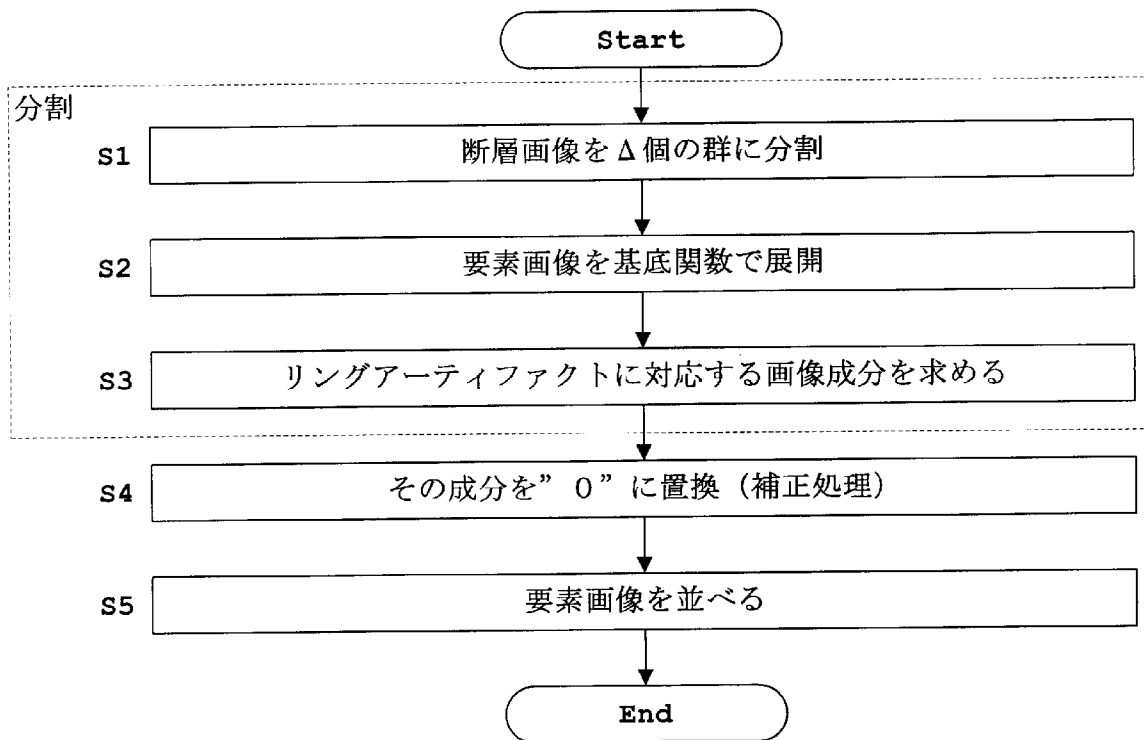 Start
分割
S1 断層画像をΔ個の群に分割
S2 要素画像を基底関数で展開
S3 リングアーティファクトに対応する画像成分を求める
S4 その成分を”０”に置換（補正処理）
S5 要素画像を並べる
End